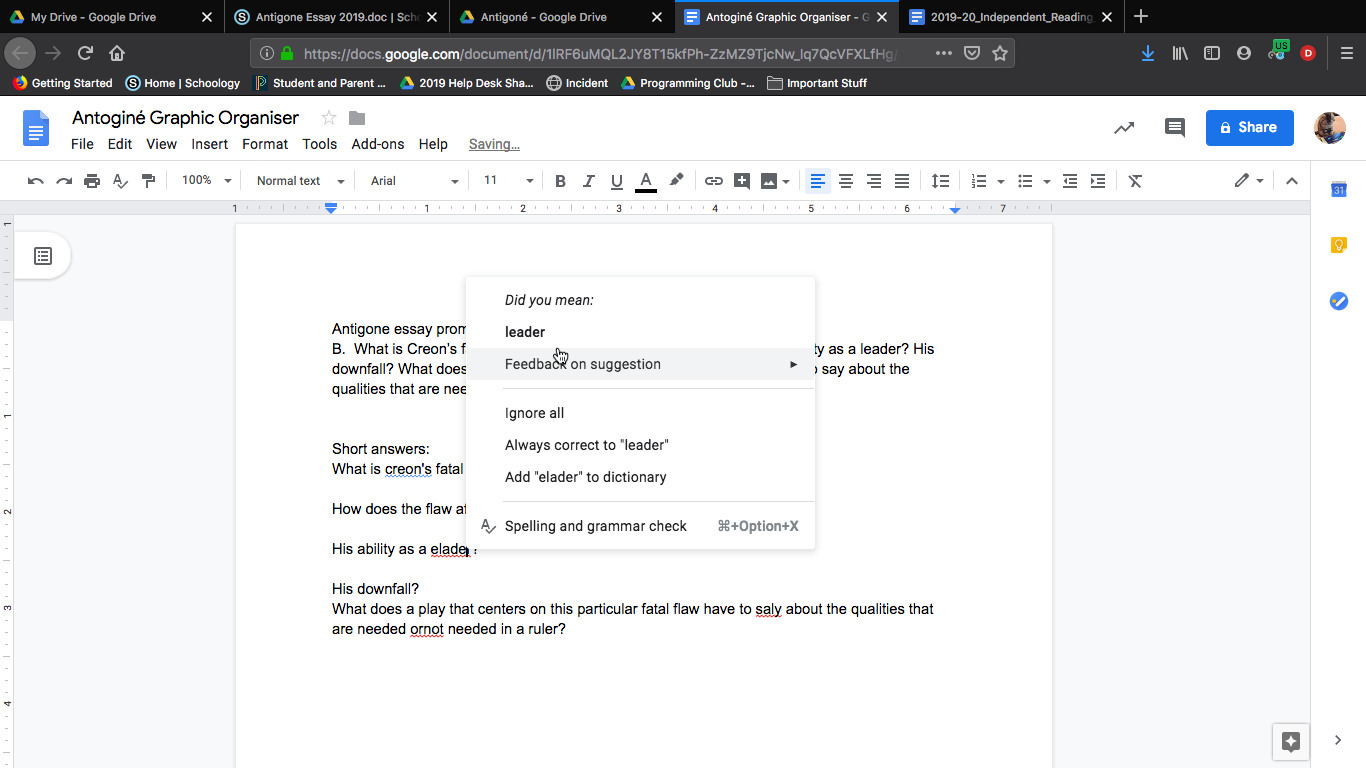 My Drive - Google Drive
Antigone Essay 2019.doc | Sch
Antigoné - Google Drive
Antoginé Graphic Organiser - G
2019-20_Independent_Reading
https://docs.google.com/document/d/1IRF6uMQL2JY8T15kfPh-ZzMZ9TjcNw_Iq7QcVFXLfHg/
US
D
Getting Started
Home | Schoology
Student and Parent ...
2019 Help Desk Sha...
Incident
Programming Club -...
Important Stuff
Antoginé Graphic Organiser
Share
File Edit View Insert Format Tools Add-ons Help Saving...
100% Normal text Arial 11 B I U A
1 1 2 3 4 5 6 7
31
Did you mean:
leader
Feedback on suggestion
Ignore all
Always correct to "leader"
Add "elader" to dictionary
Spelling and grammar check ⌘+Option+X
Antigone essay prom
B. What is Creon's f ty as a leader? His
downfall? What does say about the
qualities that are nee
Short answers:
What is creon's fatal
How does the flaw af
His ability as a elader?
His downfall?
What does a play that centers on this particular fatal flaw have to saly about the qualities that
are needed ornot needed in a ruler?
1
1
2
3
4